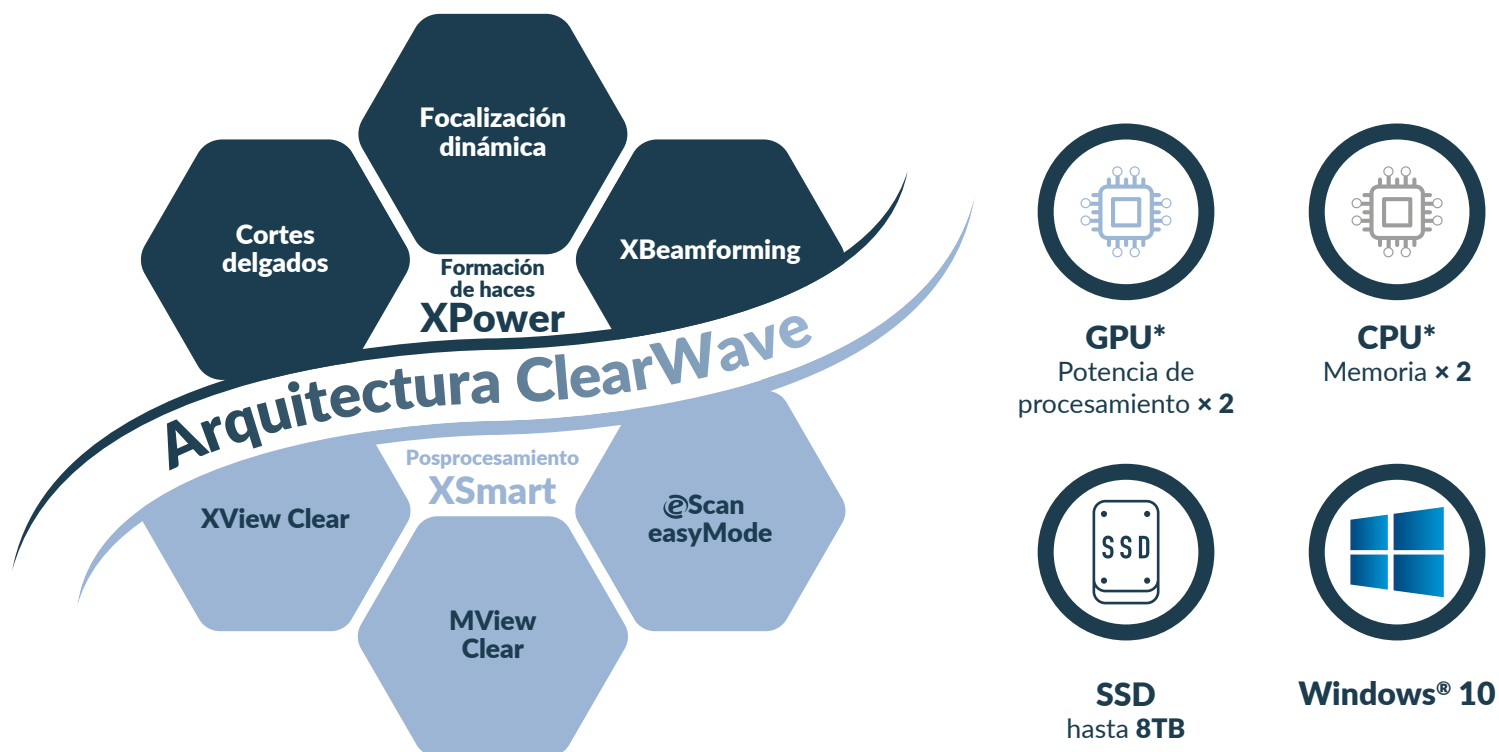 Focalización
dinámica
Cortes
delgados
XBeamforming
Formación
de haces
XPower
Arquitectura ClearWave
Posprocesamiento
XSmart
XView Clear
eScan
easyMode
MView
Clear
GPU*
Potencia de
procesamiento × 2
CPU*
Memoria × 2
SSD
SSD
hasta 8TB
Windows® 10